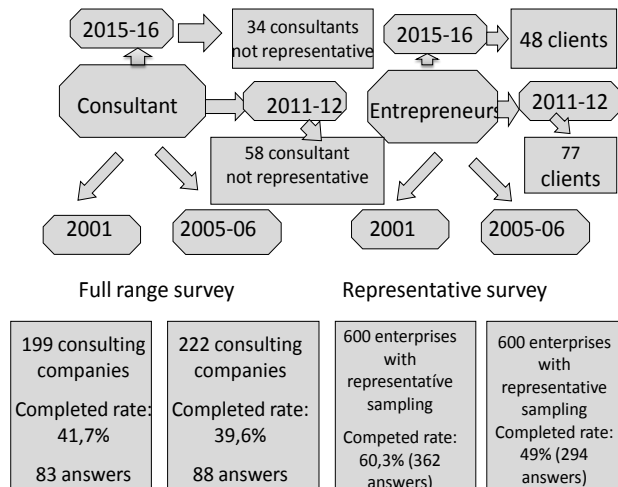 2015-16
34 consultants
not representative
2015-16
48 clients
Consultant
2011-12
Entrepreneurs
2011-12
58 consultant
not representative
77
clients
2001
2005-06
2001
2005-06
Full range survey
Representative survey
199 consulting
companies
Completed rate:
41,7%
83 answers
222 consulting
companies
Completed rate:
39,6%
88 answers
600 enterprises
with
representatíve
sampling
Competed rate:
60,3% (362
answers)
600 enterprises
with
representative
sampling
Completed rate:
49% (294
answers)